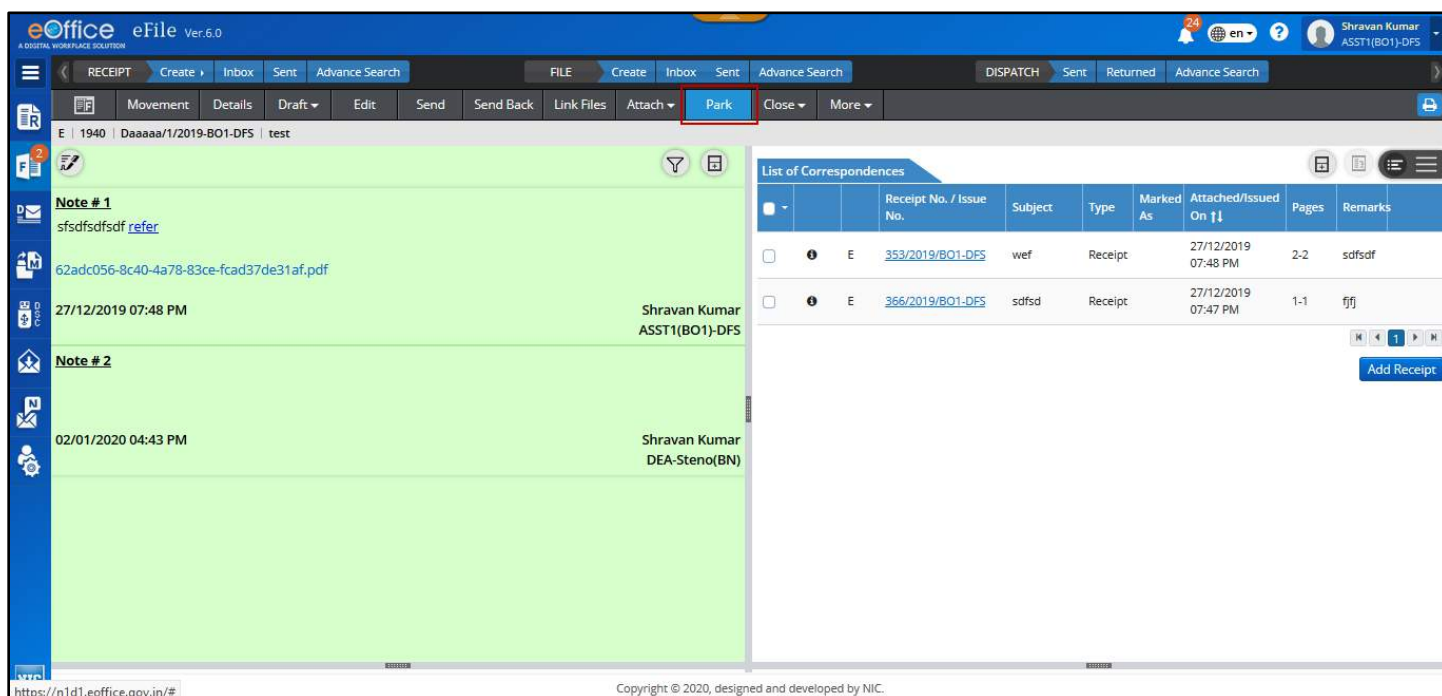 eOffice eFile Ver.6.0
A DIGITAL WORKPLACE SOLUTION
24
en
?
Shravan Kumar
ASST1(BO1)-DFS
RECEIPT Create Inbox Sent Advance Search FILE Create Inbox Sent Advance Search DISPATCH Sent Returned Advance Search
Movement Details Draft Edit Send Send Back Link Files Attach Park Close More
E | 1940 | Daaaaa/1/2019-BO1-DFS | test
2
Note # 1
sfsdfsdfsdf refer
62adc056-8c40-4a78-83ce-fcad37de31af.pdf
27/12/2019 07:48 PM Shravan Kumar
ASST1(BO1)-DFS
Note # 2
02/01/2020 04:43 PM Shravan Kumar
DEA-Steno(BN)
List of Correspondences
Receipt No. / Issue No. Subject Type Marked As Attached/Issued On Pages Remarks
E 353/2019/BO1-DFS wef Receipt 27/12/2019 07:48 PM 2-2 sdfsdf
E 366/2019/BO1-DFS sdfsd Receipt 27/12/2019 07:47 PM 1-1 fjfj
1
Add Receipt
R
F
D
M
DSC
N
https://n1d1.eoffice.gov.in/#
Copyright © 2020, designed and developed by NIC.